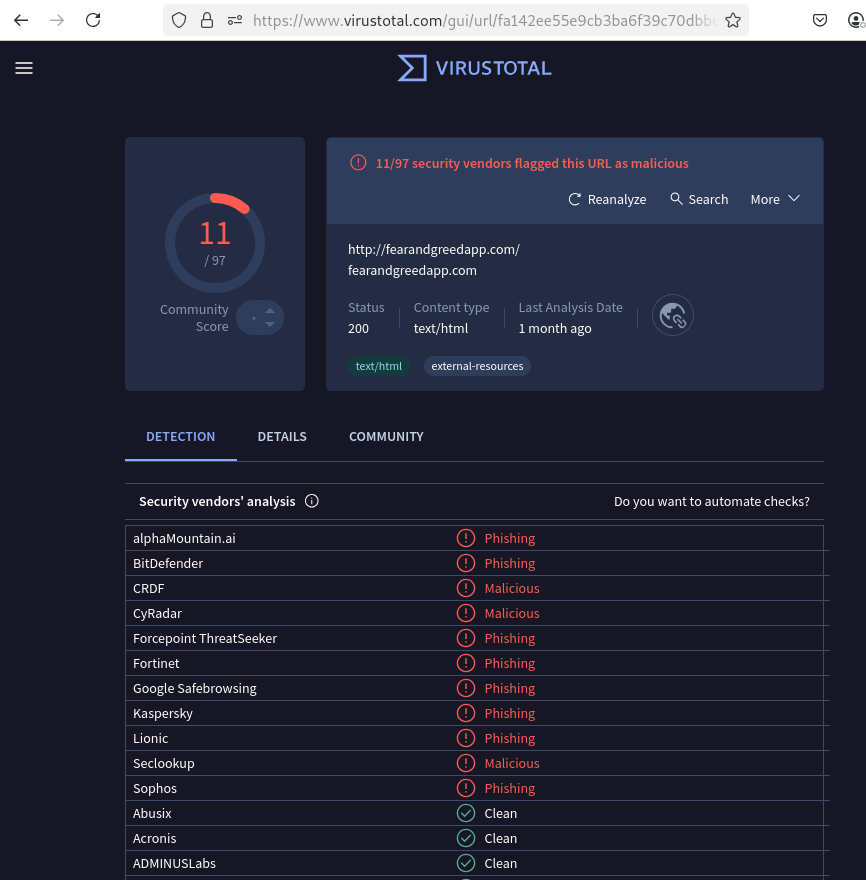 https://www.virustotal.com/gui/url/fa142ee55e9cb3ba6f39c70dbbe
VIRUSTOTAL
11
/ 97
Community
Score
11/97 security vendors flagged this URL as malicious
Reanalyze Search More
http://fearandgreedapp.com/
fearandgreedapp.com
Status Content type Last Analysis Date
200 text/html 1 month ago
text/html external-resources
DETECTION DETAILS COMMUNITY
Security vendors' analysis Do you want to automate checks?
alphaMountain.ai Phishing
BitDefender Phishing
CRDF Malicious
CyRadar Malicious
Forcepoint ThreatSeeker Phishing
Fortinet Phishing
Google Safebrowsing Phishing
Kaspersky Phishing
Lionic Phishing
Seclookup Malicious
Sophos Phishing
Abusix Clean
Acronis Clean
ADMINUSLabs Clean